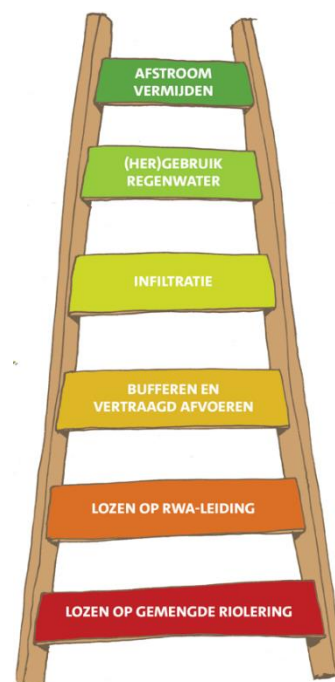 AFSTROOM
VERMIJDEN
(HER)GEBRUIK
REGENWATER
INFILTRATIE
BUFFEREN EN
VERTRAAGD AFVOEREN
LOZEN OP RWA-LEIDING
LOZEN OP GEMENGDE RIOLERING